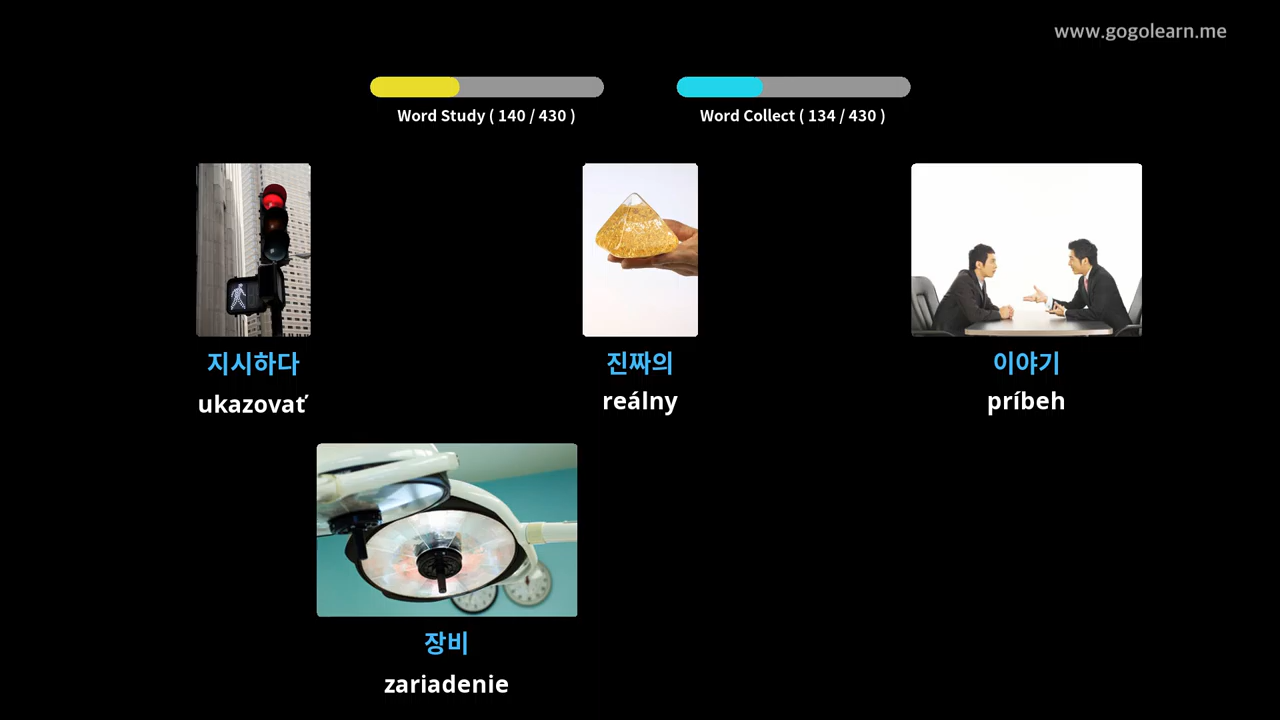 www.gogolearn.me
Word Study ( 140 / 430 )
Word Collect ( 134 / 430 )
지시하다
ukazovať
진짜의
reálny
이야기
príbeh
장비
zariadenie